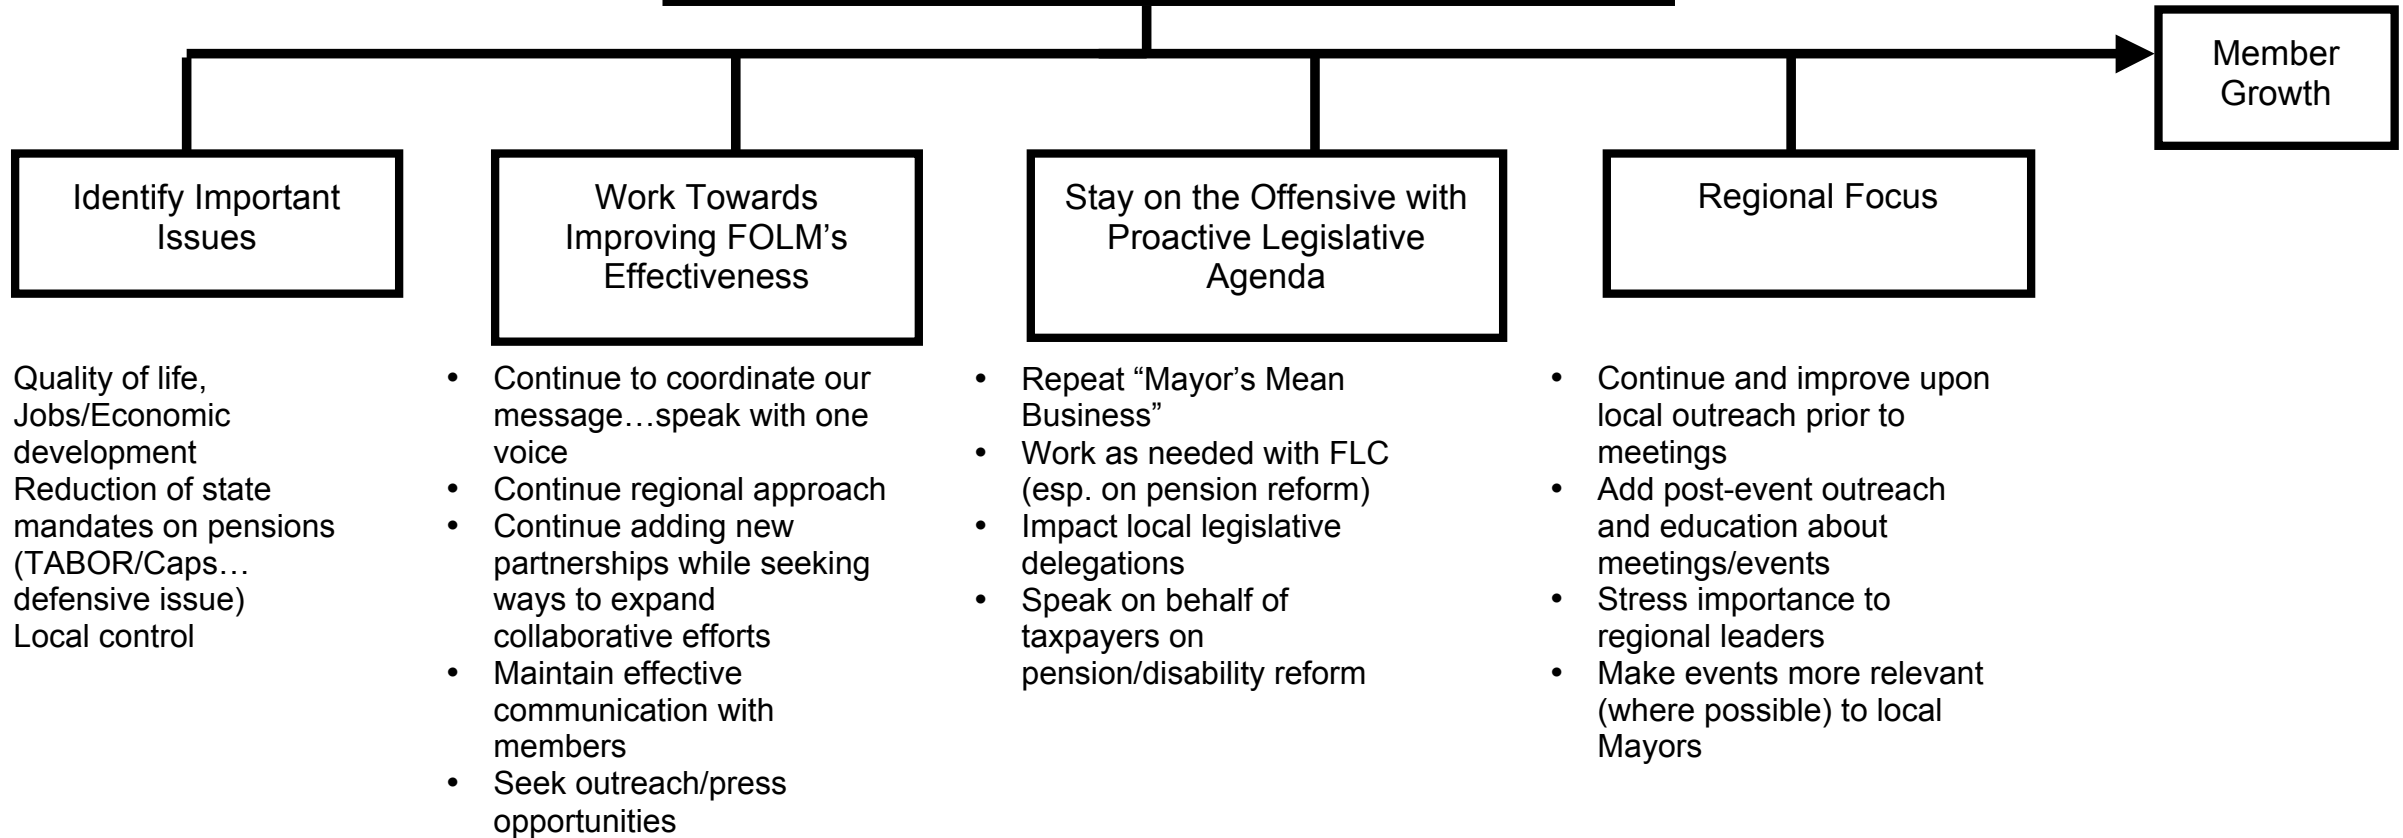 Member
Growth
Identify Important
Issues
Work Towards
Improving FOLM’s
Effectiveness
Stay on the Offensive with
Proactive Legislative
Agenda
Regional Focus
Quality of life,
Jobs/Economic
development
Reduction of state
mandates on pensions
(TABOR/Caps…
defensive issue)
Local control
• Continue to coordinate our
message…speak with one
voice
• Continue regional approach
• Continue adding new
partnerships while seeking
ways to expand
collaborative efforts
• Maintain effective
communication with
members
• Seek outreach/press
opportunities
• Repeat “Mayor’s Mean
Business”
• Work as needed with FLC
(esp. on pension reform)
• Impact local legislative
delegations
• Speak on behalf of
taxpayers on
pension/disability reform
• Continue and improve upon
local outreach prior to
meetings
• Add post-event outreach
and education about
meetings/events
• Stress importance to
regional leaders
• Make events more relevant
(where possible) to local
Mayors